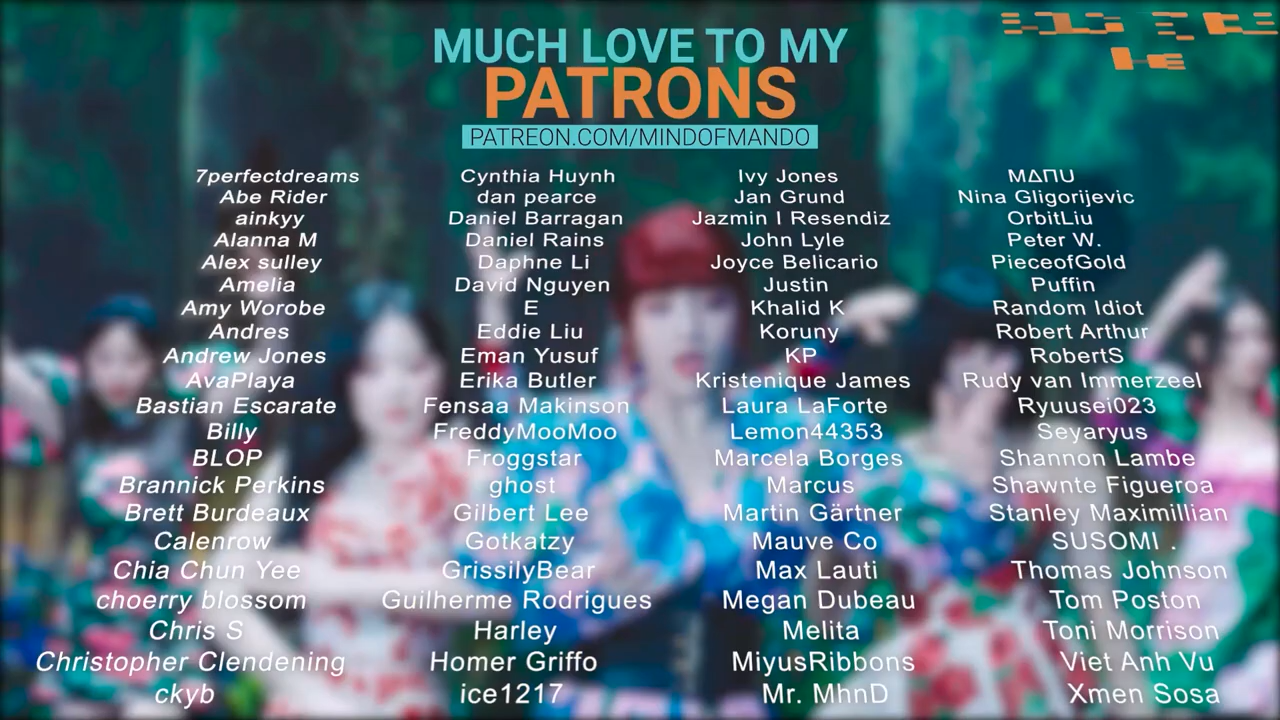 MUCH LOVE TO MY
PATRONS
PATREON.COM/MINDOFMANDO
7perfectdreams
Abe Rider
ainkyy
Alanna M
Alex sulley
Amelia
Amy Worobe
Andres
Andrew Jones
AvaPlaya
Bastian Escarate
Billy
BLOP
Brannick Perkins
Brett Burdeaux
Calenrow
Chia Chun Yee
choerry blossom
Chris S
Christopher Clendening
ckyb
Cynthia Huynh
dan pearce
Daniel Barragan
Daniel Rains
Daphne Li
David Nguyen
E
Eddie Liu
Eman Yusuf
Erika Butler
Fensaa Makinson
FreddyMooMoo
Froggstar
ghost
Gilbert Lee
Gotkatzy
GrissilyBear
Guilherme Rodrigues
Harley
Homer Griffo
ice1217
Ivy Jones
Jan Grund
Jazmin I Resendiz
John Lyle
Joyce Belicario
Justin
Khalid K
Koruny
KP
Kristenique James
Laura LaForte
Lemon44353
Marcela Borges
Marcus
Martin Gärtner
Mauve Co
Max Lauti
Megan Dubeau
Melita
MiyusRibbons
Mr. MhnD
MΔΠU
Nina Gligorijevic
OrbitLiu
Peter W.
PieceofGold
Puffin
Random Idiot
Robert Arthur
RobertS
Rudy van Immerzeel
Ryuusei023
Seyaryus
Shannon Lambe
Shawnte Figueroa
Stanley Maximillian
SUSOMI .
Thomas Johnson
Tom Poston
Toni Morrison
Viet Anh Vu
Xmen Sosa